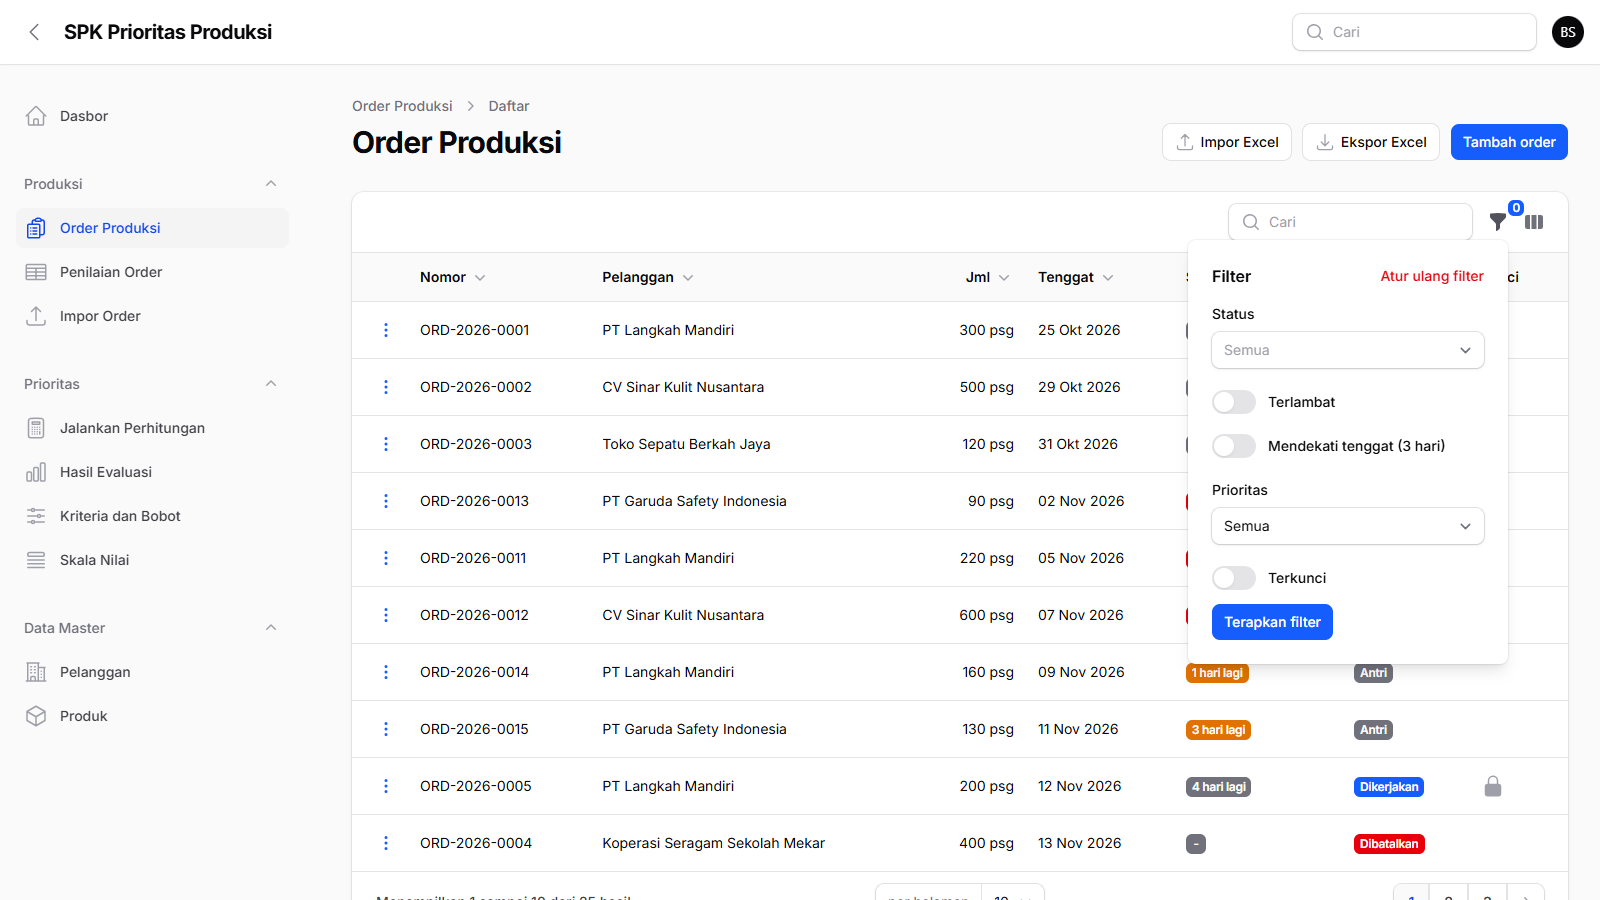 SPK Prioritas Produksi
Cari
BS
Dasbor
Produksi
Order Produksi
Penilaian Order
Impor Order
Prioritas
Jalankan Perhitungan
Hasil Evaluasi
Kriteria dan Bobot
Skala Nilai
Data Master
Pelanggan
Produk
Order Produksi > Daftar
Order Produksi
Impor Excel
Ekspor Excel
Tambah order
Cari
0
Nomor Pelanggan Jml Tenggat
ORD-2026-0001 PT Langkah Mandiri 300 psg 25 Okt 2026
ORD-2026-0002 CV Sinar Kulit Nusantara 500 psg 29 Okt 2026
ORD-2026-0003 Toko Sepatu Berkah Jaya 120 psg 31 Okt 2026
ORD-2026-0013 PT Garuda Safety Indonesia 90 psg 02 Nov 2026
ORD-2026-0011 PT Langkah Mandiri 220 psg 05 Nov 2026
ORD-2026-0012 CV Sinar Kulit Nusantara 600 psg 07 Nov 2026
ORD-2026-0014 PT Langkah Mandiri 160 psg 09 Nov 2026 1 hari lagi Antri
ORD-2026-0015 PT Garuda Safety Indonesia 130 psg 11 Nov 2026 3 hari lagi Antri
ORD-2026-0005 PT Langkah Mandiri 200 psg 12 Nov 2026 4 hari lagi Dikerjakan
ORD-2026-0004 Koperasi Seragam Sekolah Mekar 400 psg 13 Nov 2026 - Dibatalkan
Filter
Atur ulang filter
Status
Semua
Terlambat
Mendekati tenggat (3 hari)
Prioritas
Semua
Terkunci
Terapkan filter